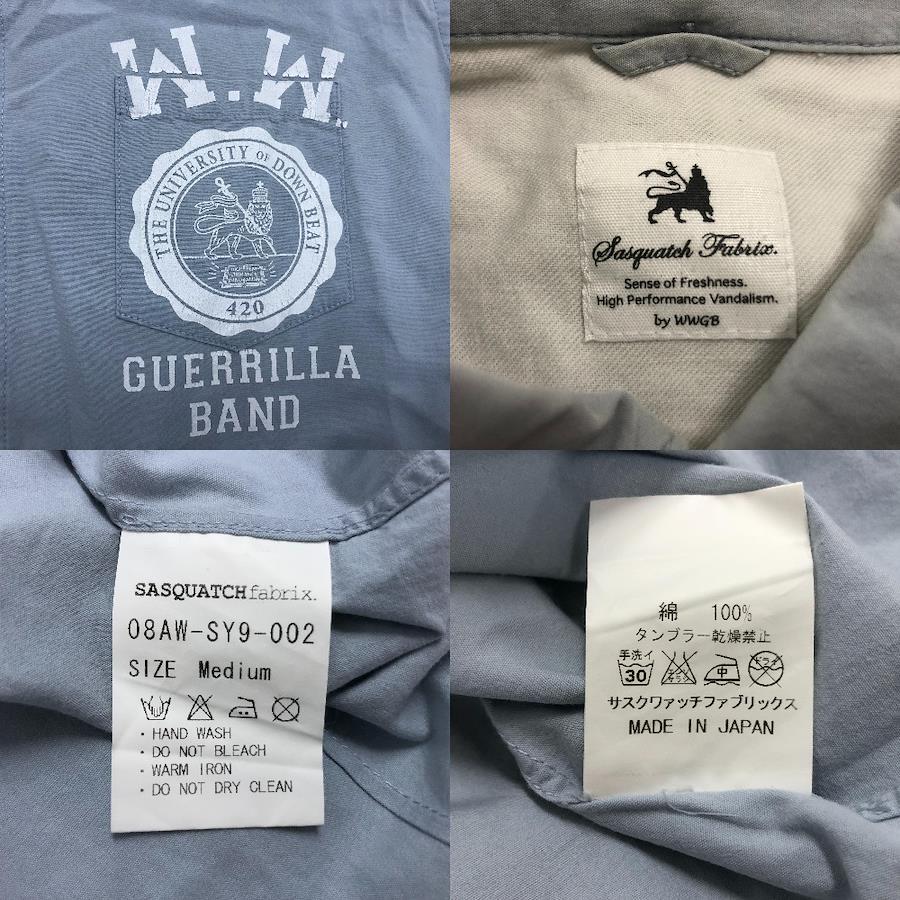 W.W.
THE UNIVERSITY OF DOWN BEAT
420
GUERRILLA
BAND
Sasquatch Fabrix.
Sense of Freshness.
High Performance Vandalism.
by WWGB
SASQUATCHfabrix.
08AW-SY9-002
SIZE Medium
・HAND WASH
・DO NOT BLEACH
・WARM IRON
・DO NOT DRY CLEAN
綿 100%
タンブラー乾燥禁止
手洗イ
30
中
ドライ
サスクワァッチファブリックス
MADE IN JAPAN